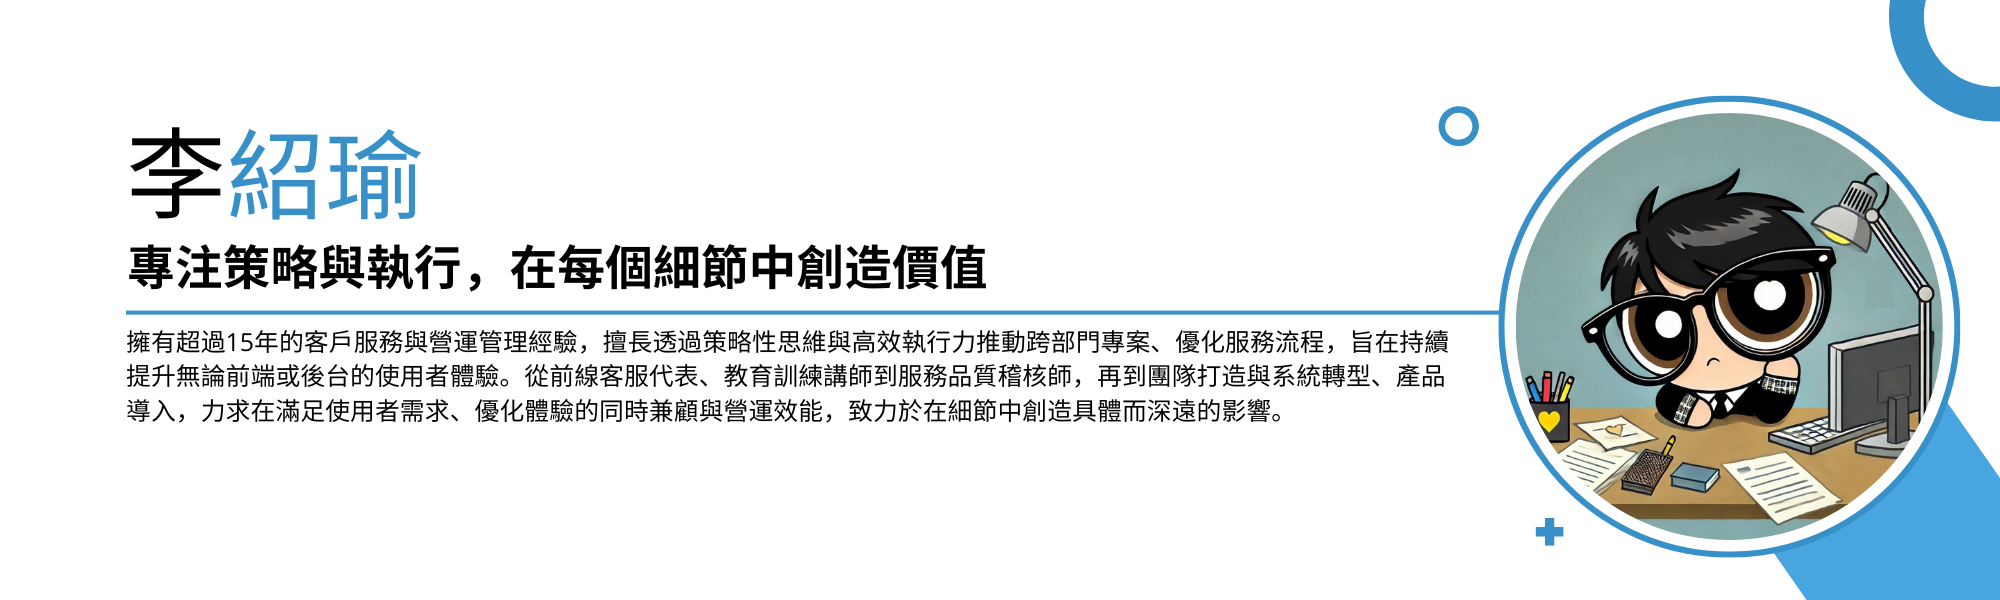 李紹瑜
專注策略與執行，在每個細節中創造價值
擁有超過15年的客戶服務與營運管理經驗，擅長透過策略性思維與高效執行力推動跨部門專案、優化服務流程，旨在持續
提升無論前端或後台的使用者體驗。從前線客服代表、教育訓練講師到服務品質稽核師，再到團隊打造與系統轉型、產品
導入，力求在滿足使用者需求、優化體驗的同時兼顧與營運效能，致力於在細節中創造具體而深遠的影響。